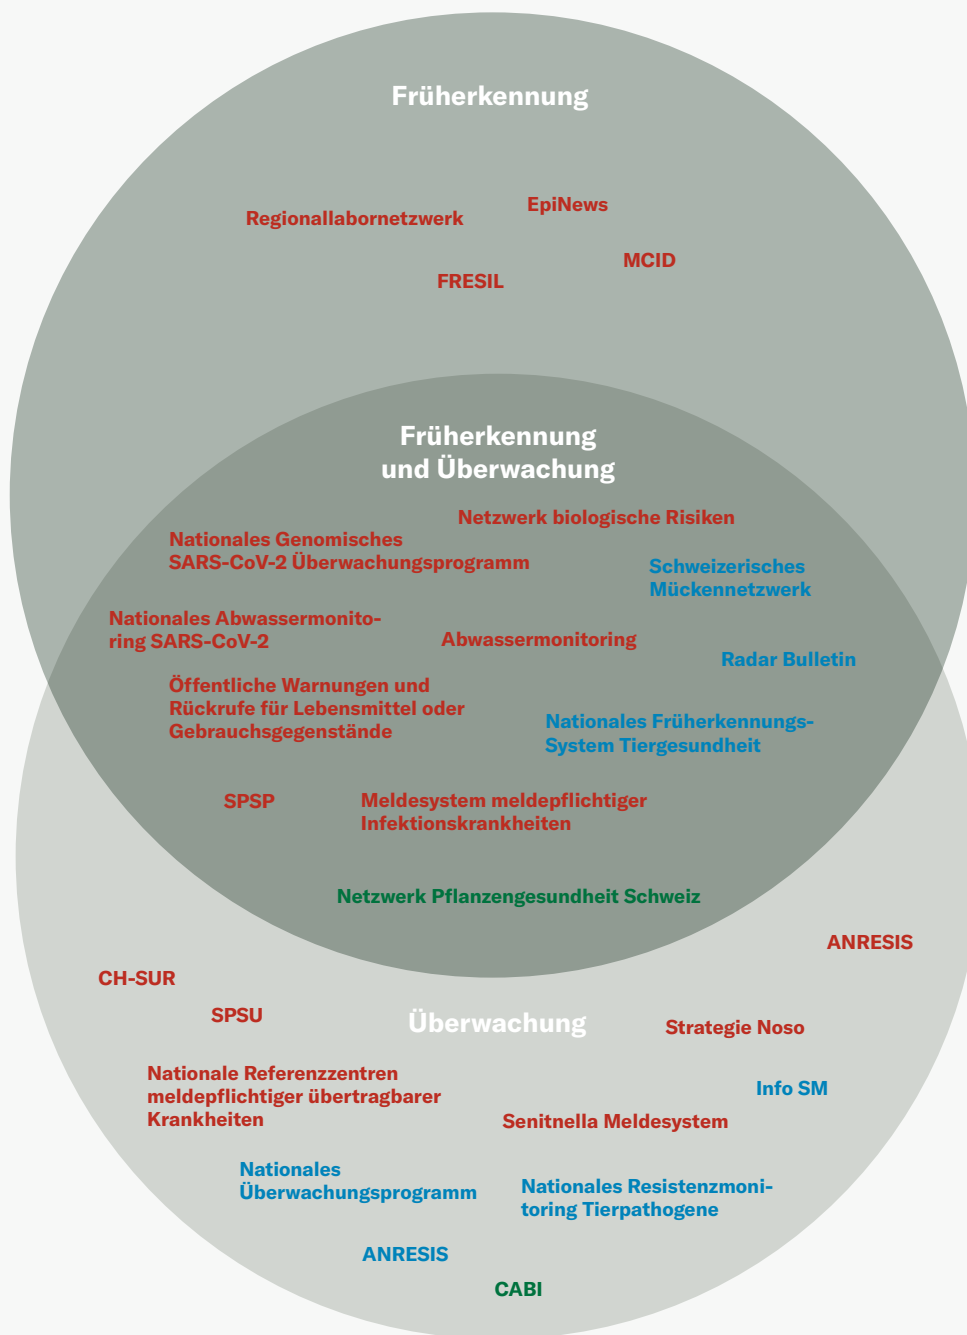 Früherkennung
EpiNews
Regionallabornetzwerk
MCID
FRESIL
Früherkennung
und Überwachung
Netzwerk biologische Risiken
Nationales Genomisches
SARS-CoV-2 Überwachungsprogramm
Schweizerisches
Mückennetzwerk
Nationales Abwassermonito-
ring SARS-CoV-2
Abwassermonitoring
Radar Bulletin
Öffentliche Warnungen und
Rückrufe für Lebensmittel oder
Gebrauchsgegenstände
Nationales Früherkennungs-
System Tiergesundheit
SPSP
Meldesystem meldepflichtiger
Infektionskrankheiten
Netzwerk Pflanzengesundheit Schweiz
ANRESIS
CH-SUR
SPSU
Überwachung
Strategie Noso
Nationale Referenzzentren
meldepflichtiger übertragbarer
Krankheiten
Info SM
Senitnella Meldesystem
Nationales
Überwachungsprogramm
Nationales Resistenzmoni-
toring Tierpathogene
ANRESIS
CABI